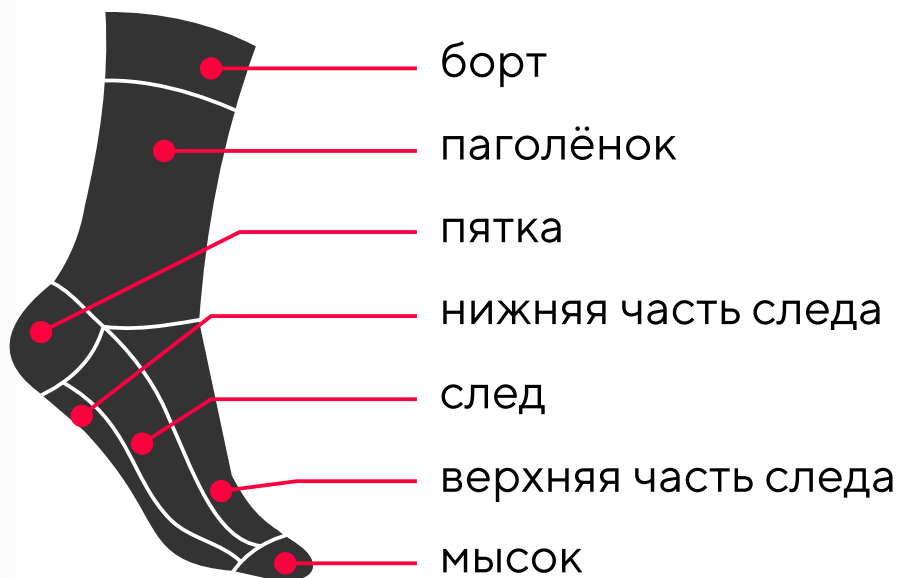 борт
паголёнок
пятка
нижняя часть следа
след
верхняя часть следа
мысок